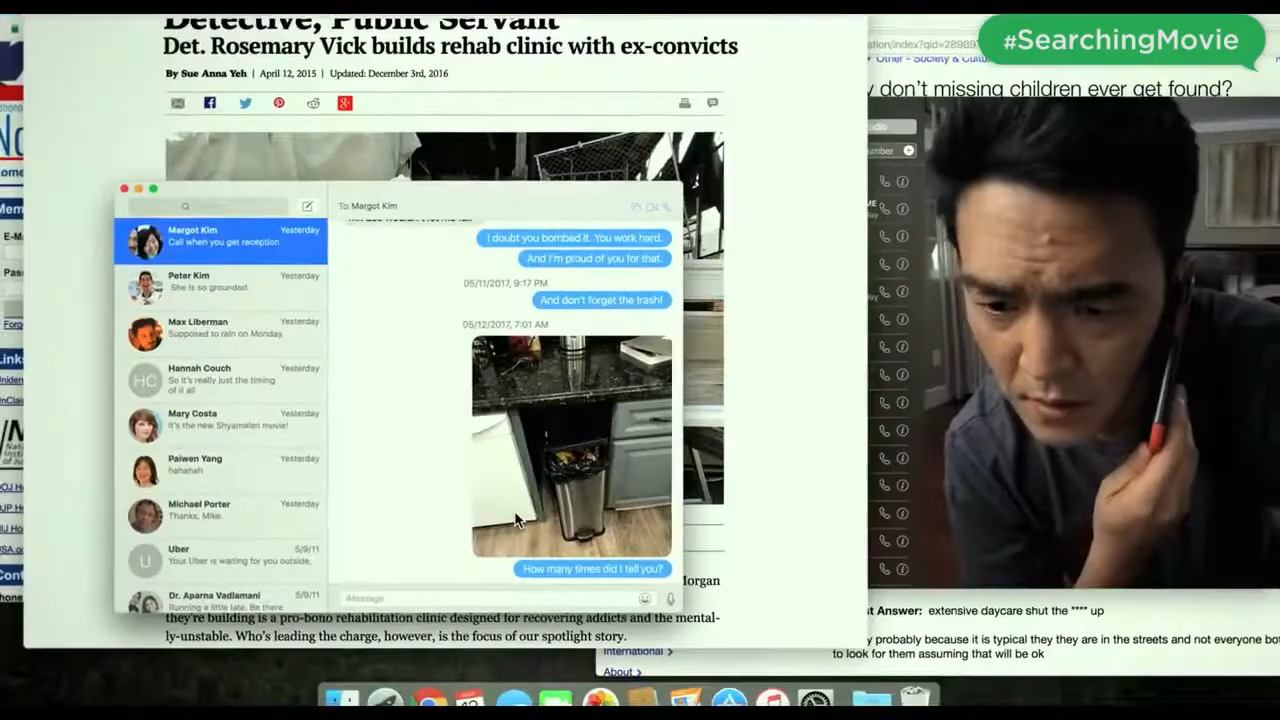 Detective, Public Servant
Det. Rosemary Vick builds rehab clinic with ex-convicts
By Sue Anna Yeh | April 12, 2015 | Updated: December 3rd, 2016
#SearchingMovie
Other - Society &
don't missing children ever get found?
To: Margot Kim
Margot Kim
Yesterday
Call when you get reception
Peter Kim
Yesterday
She is so grounded.
Max Liberman
Yesterday
Supposed to rain on Monday.
HC
Hannah Couch
Yesterday
So it's really just the timing
of it all
Mary Costa
Yesterday
It's the new Shyamalan movie!
Paiwen Yang
Yesterday
hahahah
Michael Porter
Yesterday
Thanks, Mike.
U
Uber
5/9/11
Your Uber is waiting for you outside.
Dr. Aparna Vadlamani
5/9/11
Running a little late. Be there
I doubt you bombed it. You work hard.
And I'm proud of you for that.
05/11/2017, 9:17 PM
And don't forget the trash!
05/12/2017, 7:01 AM
How many times did I tell you?
iMessage
Morgan
they're building is a pro-bono rehabilitation clinic designed for recovering addicts and the mental-
ly-unstable. Who's leading the charge, however, is the focus of our spotlight story.
International >
About >
Answer: extensive daycare shut the **** up
probably because it is typical they they are in the streets and not everyone
to look for them assuming that will be ok
Links